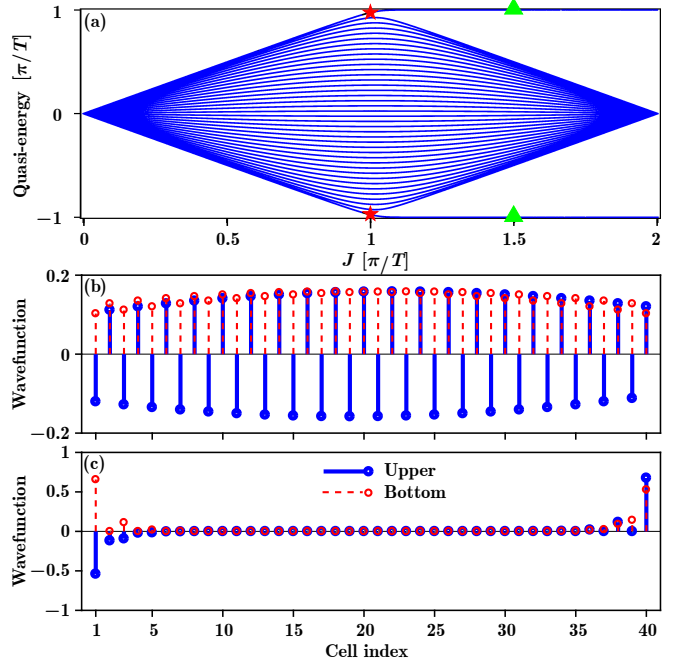 (a)
1
0
−1
Quasi-energy [π/T]
0
0.5
1
1.5
2
J [π/T]
(b)
0.2
0
−0.2
Wavefunction
(c)
1
0.5
0
−0.5
−1
Wavefunction
Upper
Bottom
1
5
10
15
20
25
30
35
40
Cell index